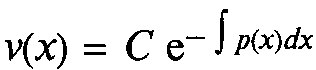 v(x) = C e^{− ∫ p(x)dx}